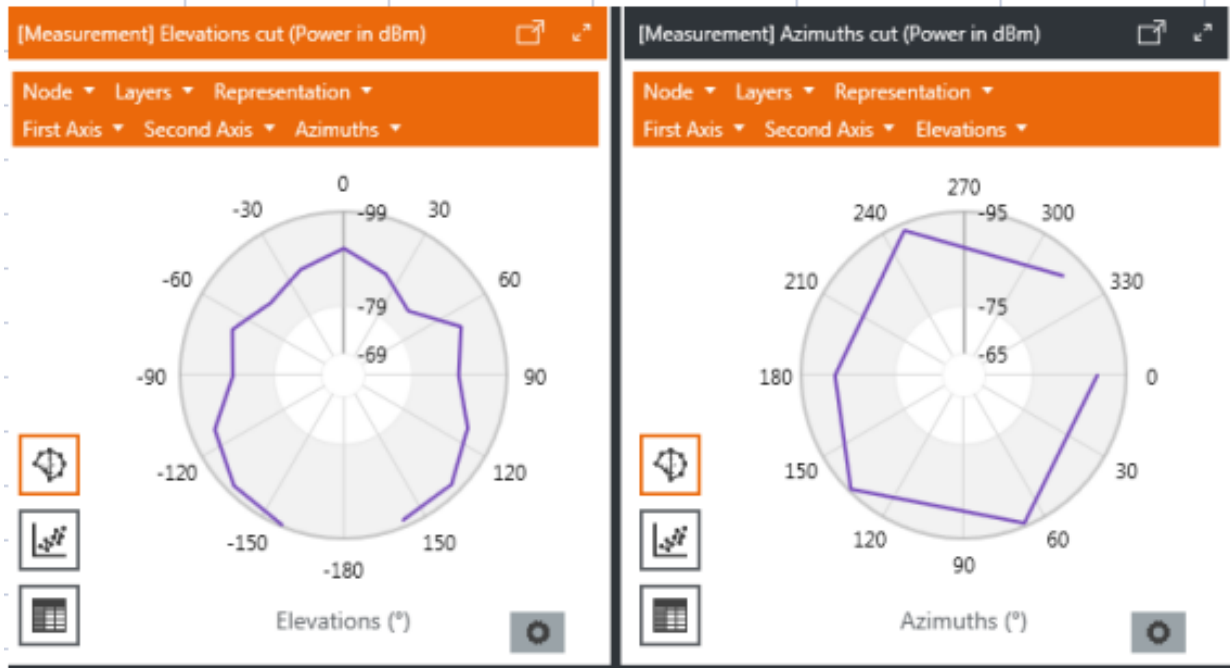 [Measurement] Elevations cut (Power in dBm)
Node Layers Representation
First Axis Second Axis Azimuths
0
-30 -99 30
-60 60
-79
-69
-90 90
-120 120
-150 150
-180
Elevations (°)
[Measurement] Azimuths cut (Power in dBm)
Node Layers Representation
First Axis Second Axis Elevations
270
240 -95 300
210 330
-75
-65
180 0
150 30
120 60
90
Azimuths (°)